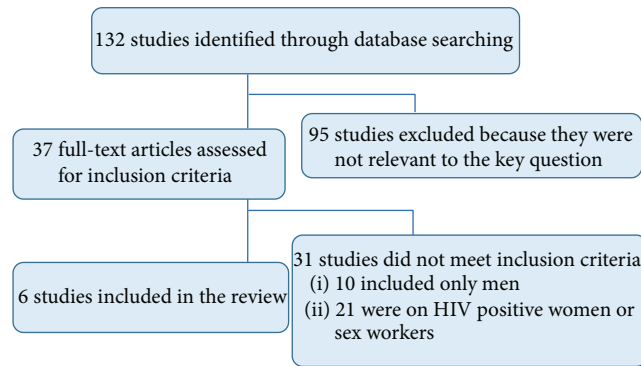 132 studies identified through database searching
37 full-text articles assessed
for inclusion criteria
95 studies excluded because they were
not relevant to the key question
6 studies included in the review
31 studies did not meet inclusion criteria
(i) 10 included only men
(ii) 21 were on HIV positive women or
sex workers